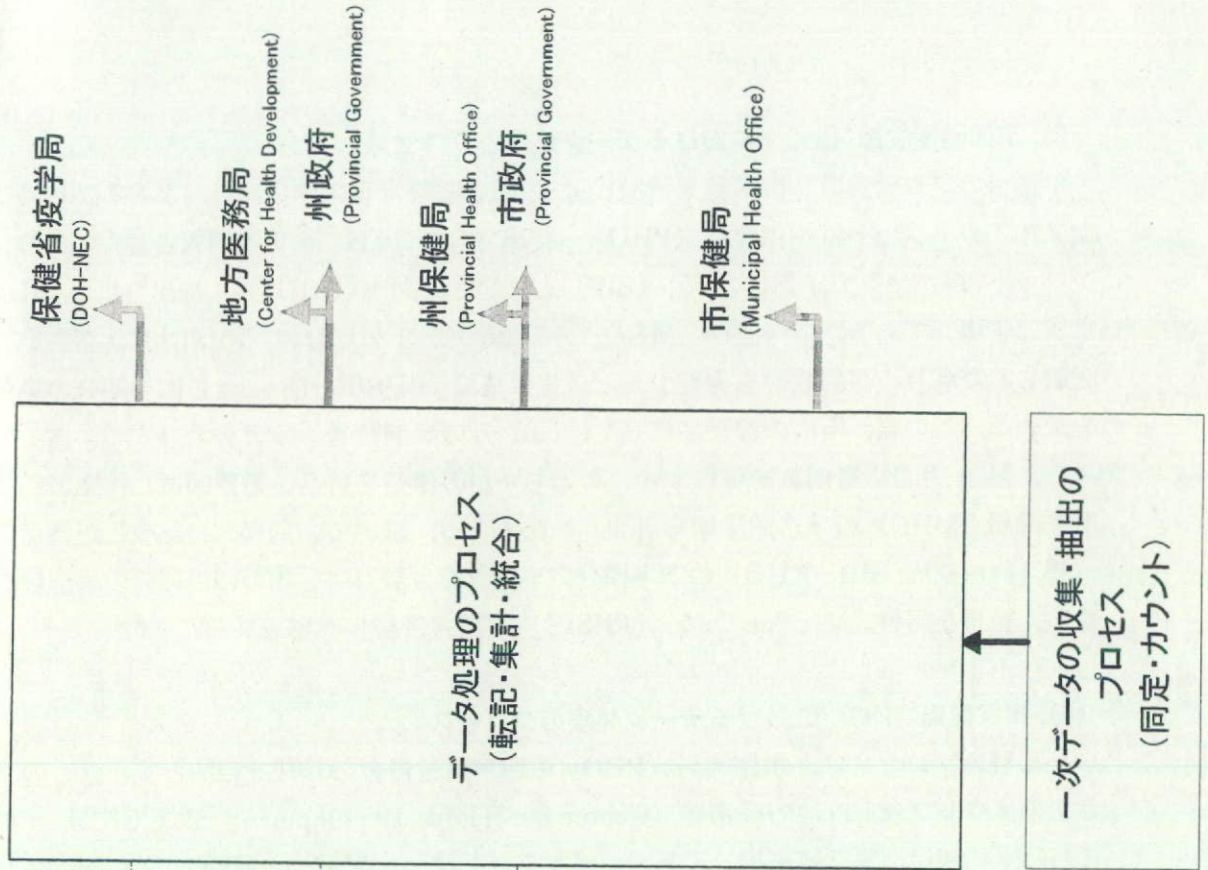 保健省疫学局
(DOH-NEC)
地方医務局
(Center for Health Development)
州政府
(Provincial Government)
州保健局
(Provincial Health Office)
市政府
(Provincial Government)
市保健局
(Municipal Health Office)
データ処理のプロセス
(転記・集計・統合)
一次データの収集・抽出の
プロセス
(同定・カウント)